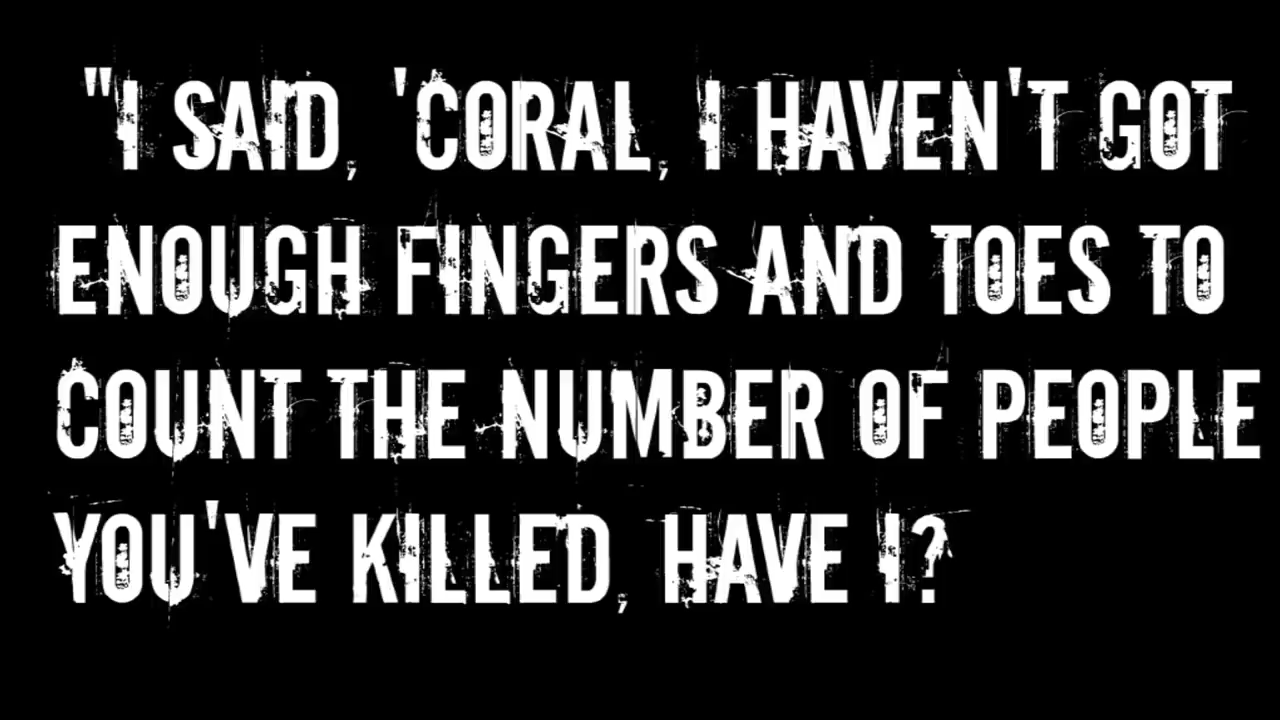 "I SAID, 'CORAL, I HAVEN'T GOT
ENOUGH FINGERS AND TOES TO
COUNT THE NUMBER OF PEOPLE
YOU'VE KILLED, HAVE I?